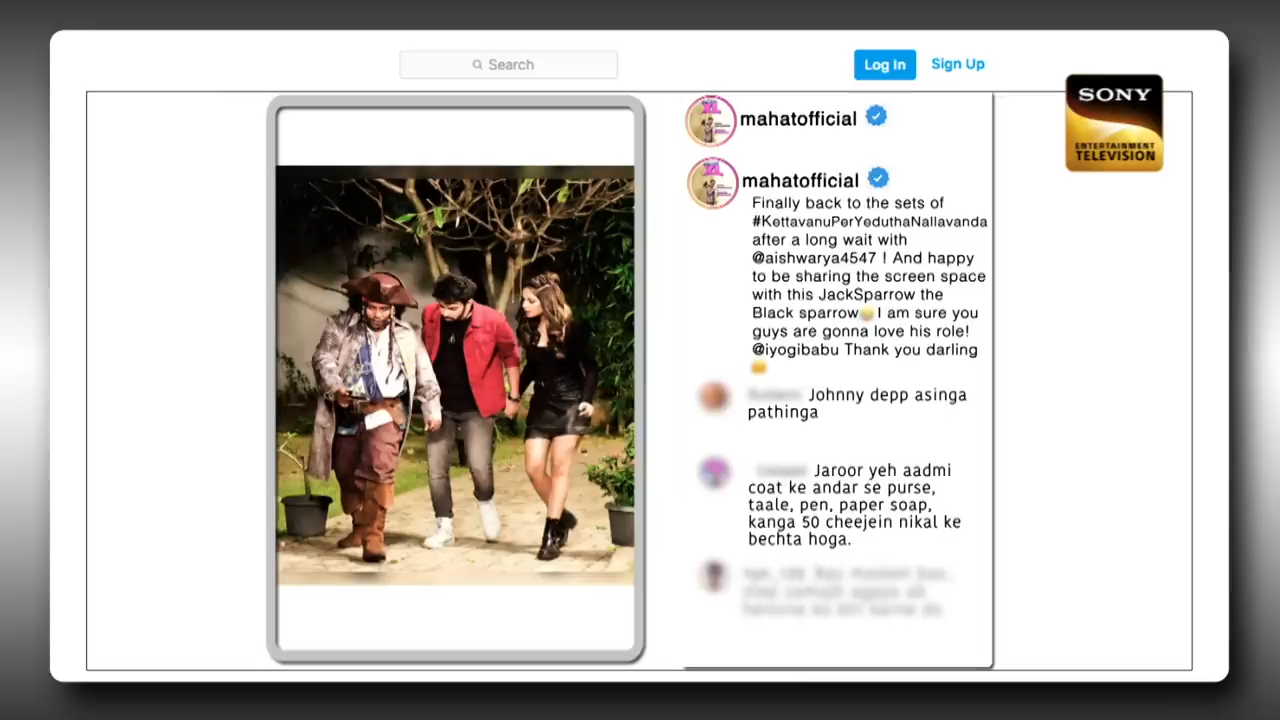 Search
Log In
Sign Up
SONY
ENTERTAINMENT
TELEVISION
mahatofficial
mahatofficial
Finally back to the sets of
#KettavanuPerYeduthaNallavanda
after a long wait with
@aishwarya4547 ! And happy
to be sharing the screen space
with this JackSparrow the
Black sparrow😁I am sure you
guys are gonna love his role!
@iyogibabu Thank you darling
Johnny depp asinga
pathinga
Jaroor yeh aadmi
coat ke andar se purse,
taale, pen, paper soap,
kanga 50 cheejein nikal ke
bechta hoga.